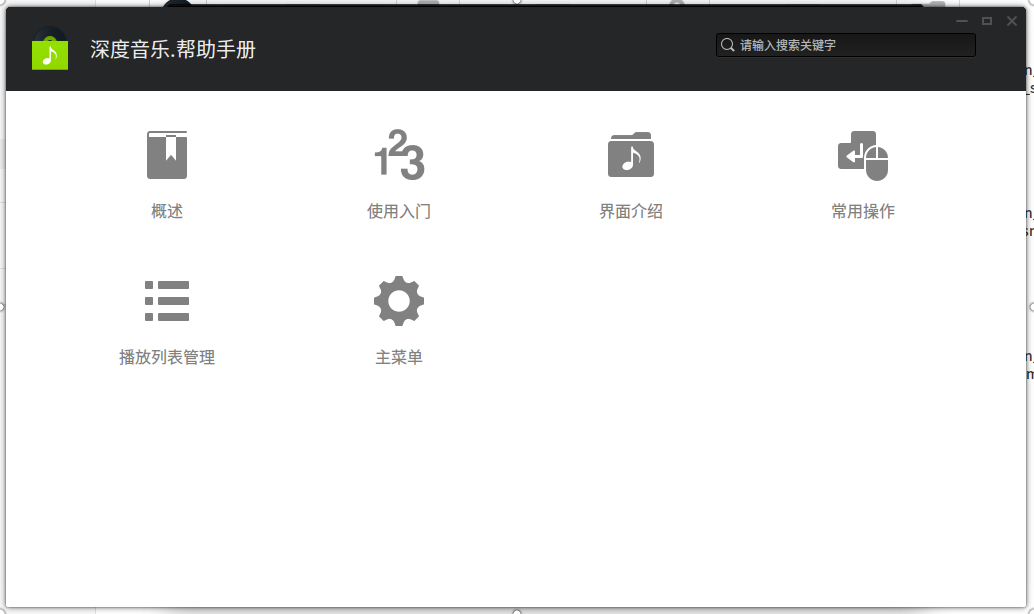 深度音乐.帮助手册
请输入搜索关键字
123
概述
使用入门
界面介绍
常用操作
播放列表管理
主菜单